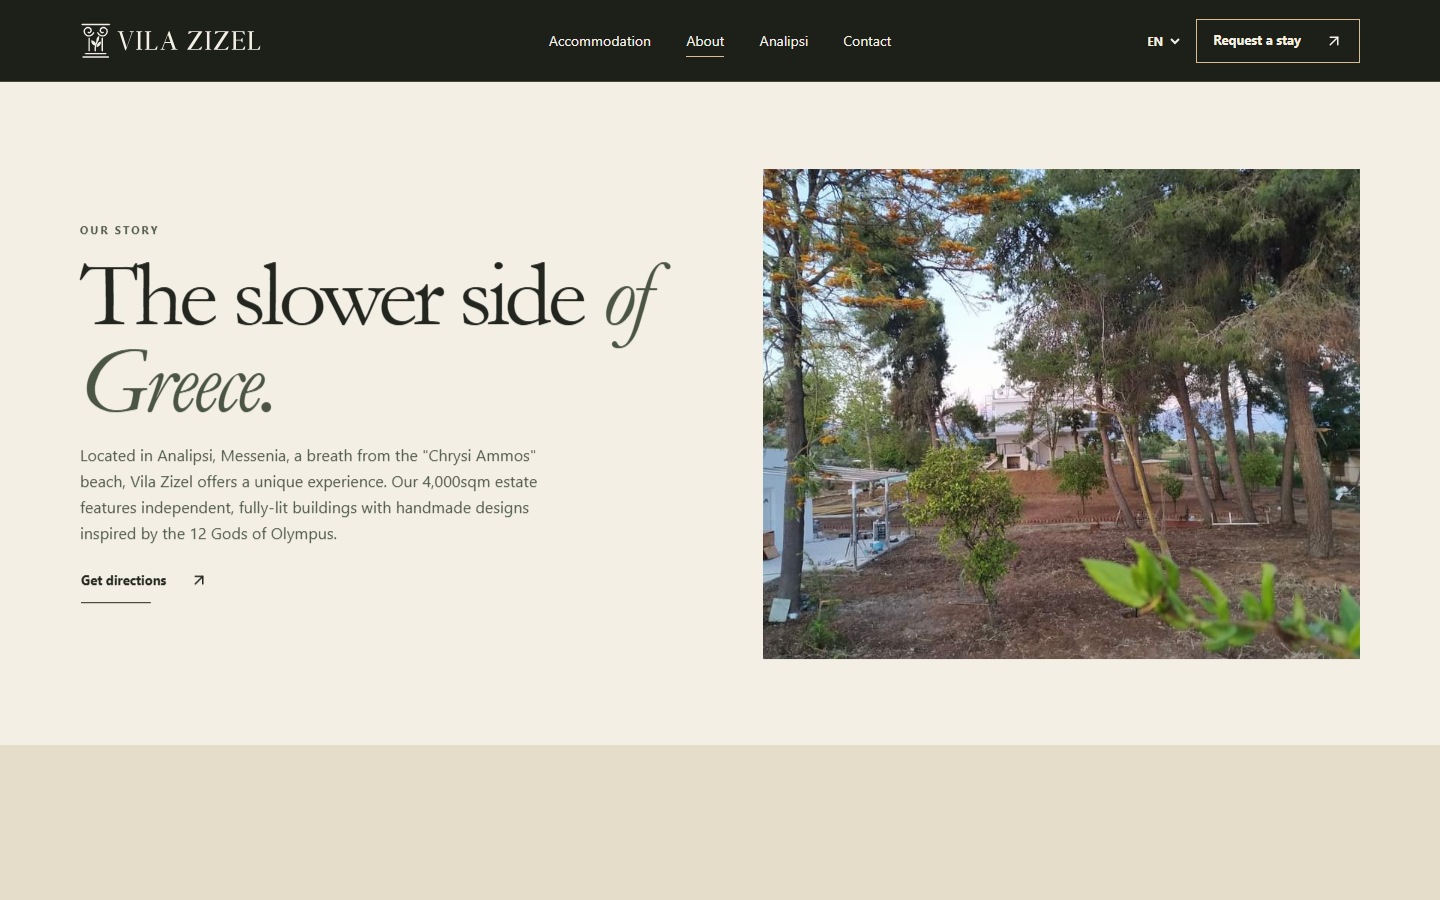 VILA ZIZEL
Accommodation
About
Analipsi
Contact
EN
Request a stay
OUR STORY
The slower side of
Greece.
Located in Analipsi, Messenia, a breath from the "Chrysi Ammos"
beach, Vila Zizel offers a unique experience. Our 4,000sqm estate
features independent, fully-lit buildings with handmade designs
inspired by the 12 Gods of Olympus.
Get directions